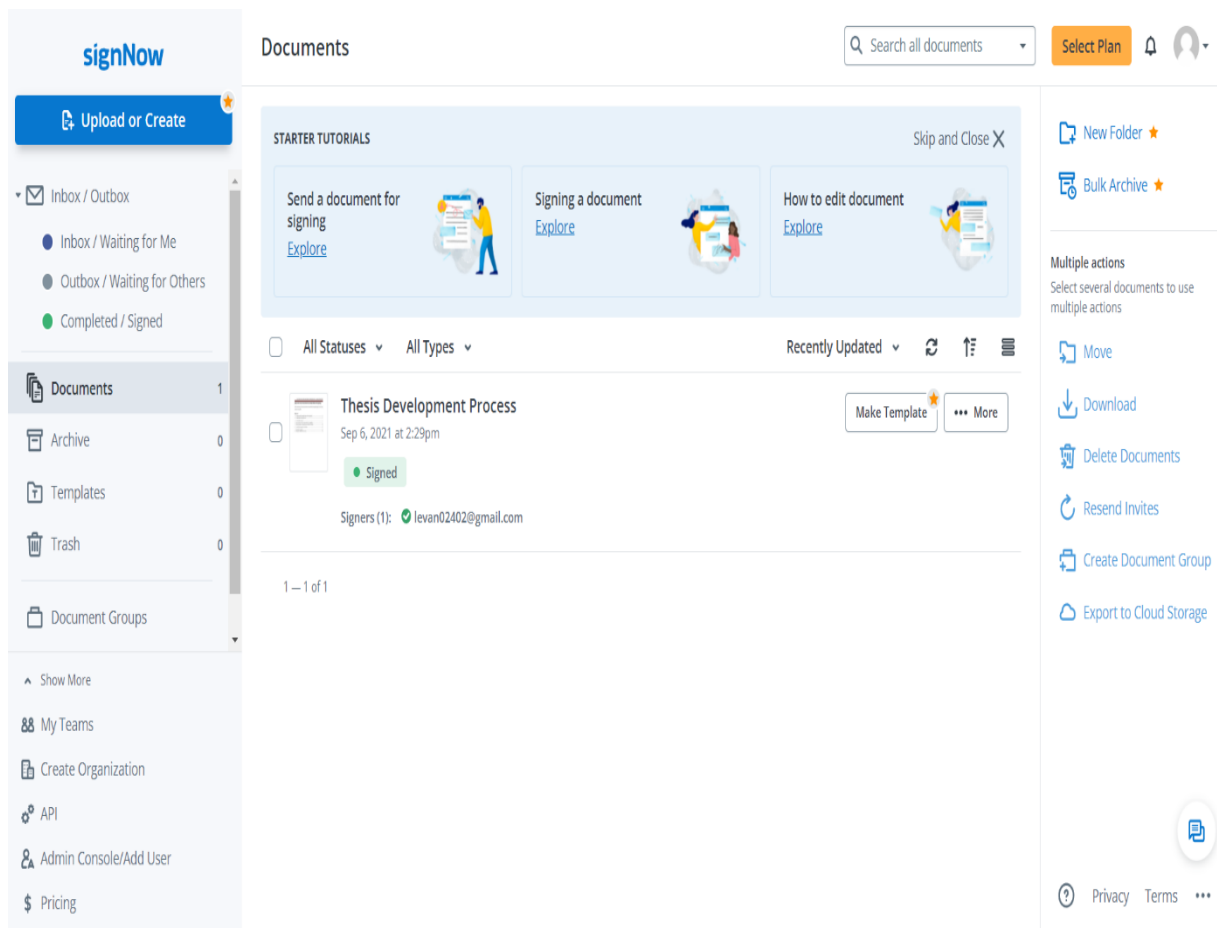 signNow
Upload or Create
Inbox / Outbox
Inbox / Waiting for Me
Outbox / Waiting for Others
Completed / Signed
Documents 1
Archive 0
Templates 0
Trash 0
Document Groups
Show More
My Teams
Create Organization
API
Admin Console/Add User
$ Pricing
Documents
Search all documents
Select Plan
STARTER TUTORIALS
Skip and Close X
Send a document for
signing
Explore
Signing a document
Explore
How to edit document
Explore
All Statuses
All Types
Recently Updated
Thesis Development Process
Sep 6, 2021 at 2:29pm
Signed
Signers (1): levan02402@gmail.com
Make Template
••• More
1 — 1 of 1
New Folder
Bulk Archive
Multiple actions
Select several documents to use
multiple actions
Move
Download
Delete Documents
Resend Invites
Create Document Group
Export to Cloud Storage
? Privacy Terms •••